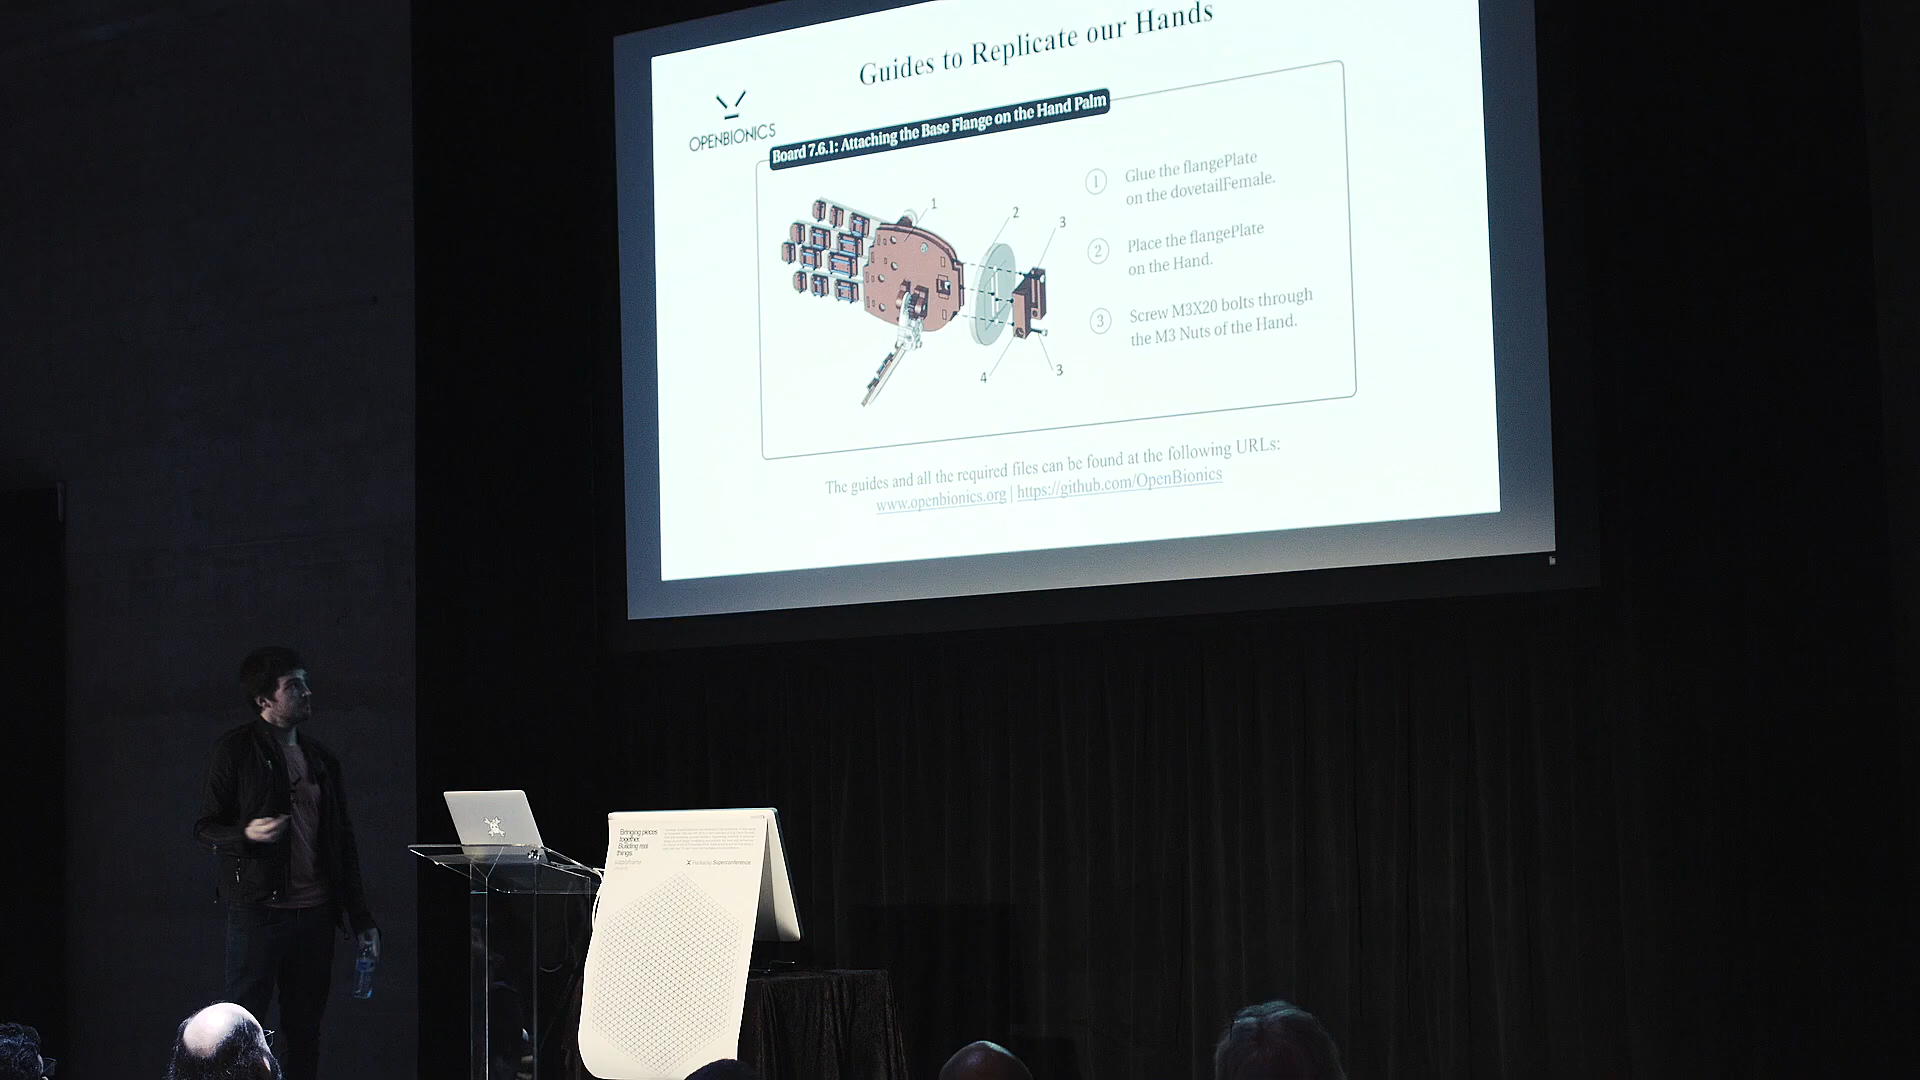 Guides to Replicate our Hands
OPENBIONICS
Board 7.6.1: Attaching the Base Flange on the Hand Palm
1
2
3
4
3
1 Glue the flangePlate
on the dovetailFemale.
2 Place the flangePlate
on the Hand.
3 Screw M3X20 bolts through
the M3 Nuts of the Hand.
The guides and all the required files can be found at the following URLs:
www.openbionics.org | https://github.com/OpenBionics
Bringing pieces
together.
Building real
things.
Hackaday Superconference